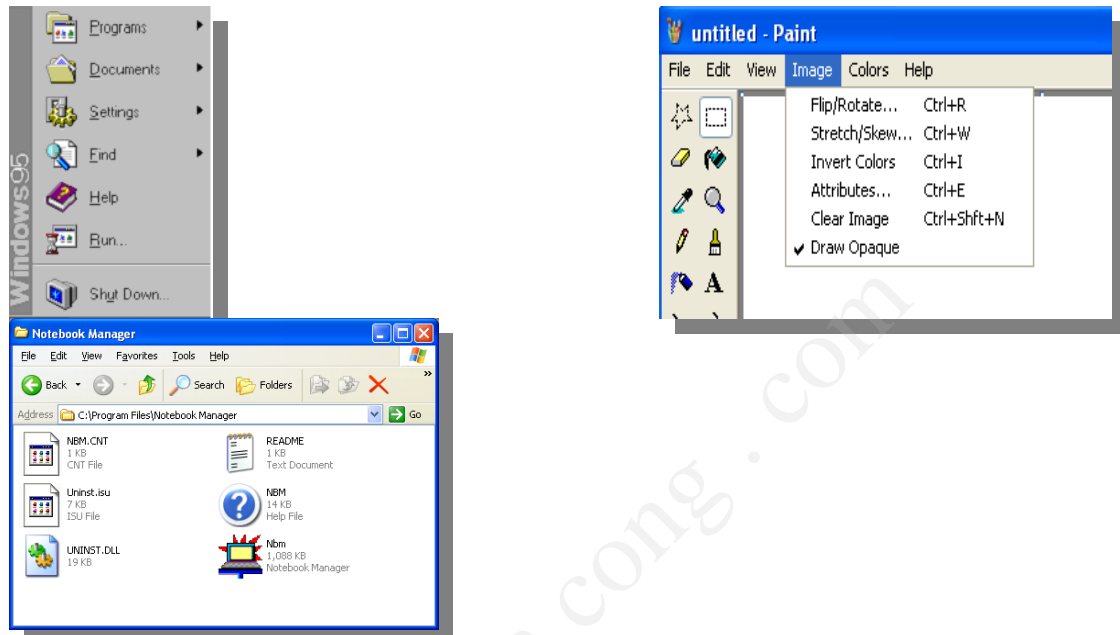 Windows95
Programs
Documents
Settings
Find
Help
Run...
Shut Down...
untitled - Paint
File Edit View Image Colors Help
Flip/Rotate... Ctrl+R
Stretch/Skew... Ctrl+W
Invert Colors Ctrl+I
Attributes... Ctrl+E
Clear Image Ctrl+Shft+N
Draw Opaque
A
Notebook Manager
File Edit View Favorites Tools Help
Back Search Folders »
Address C:\Program Files\Notebook Manager Go
NBM.CNT
1 KB
CNT File
README
1 KB
Text Document
Uninst.isu
7 KB
ISU File
NBM
14 KB
Help File
UNINST.DLL
19 KB
Nbm
1,088 KB
Notebook Manager
cong . com